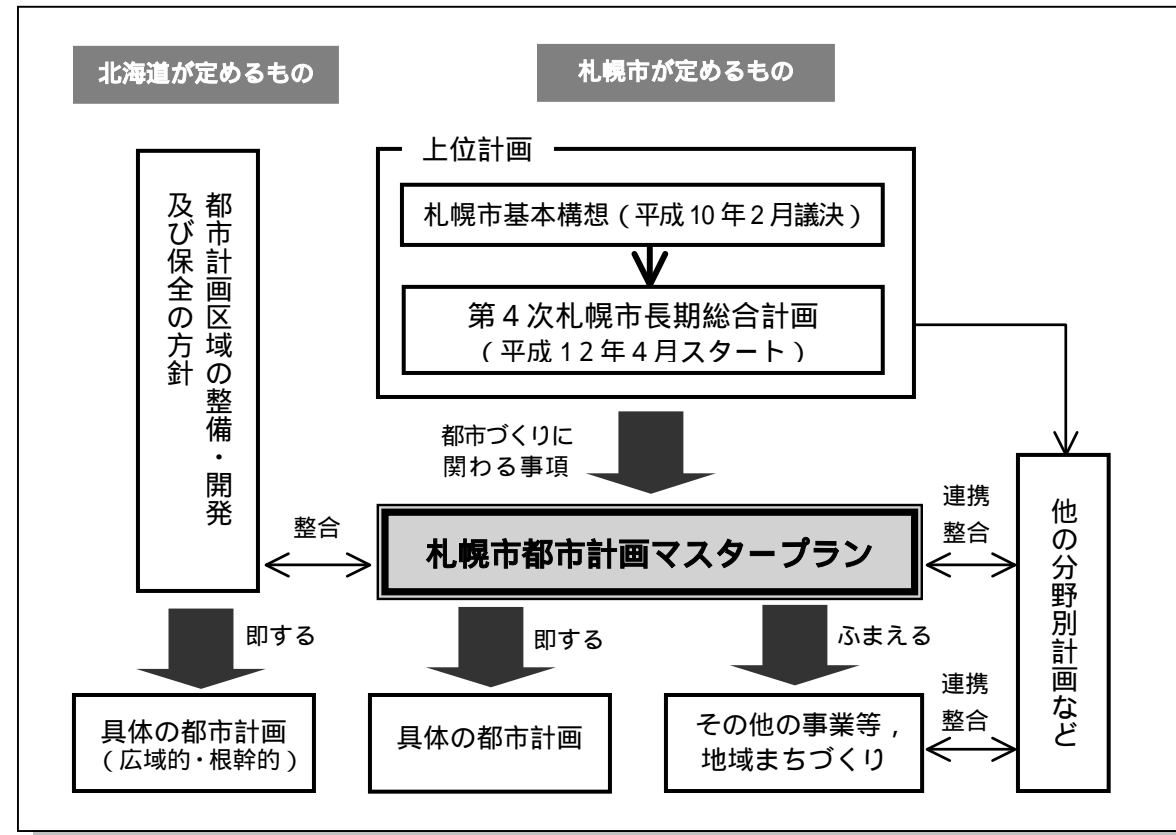 北海道が定めるもの
札幌市が定めるもの
都市計画区域の整備・開発
及び保全の方針
上位計画
札幌市基本構想(平成10年2月議決)
第4次札幌市長期総合計画
(平成12年4月スタート)
都市づくりに
関わる事項
整合
札幌市都市計画マスタープラン
連携
整合
他の分野別計画など
即する
即する
ふまえる
連携
整合
具体の都市計画
(広域的・根幹的)
具体の都市計画
その他の事業等,
地域まちづくり